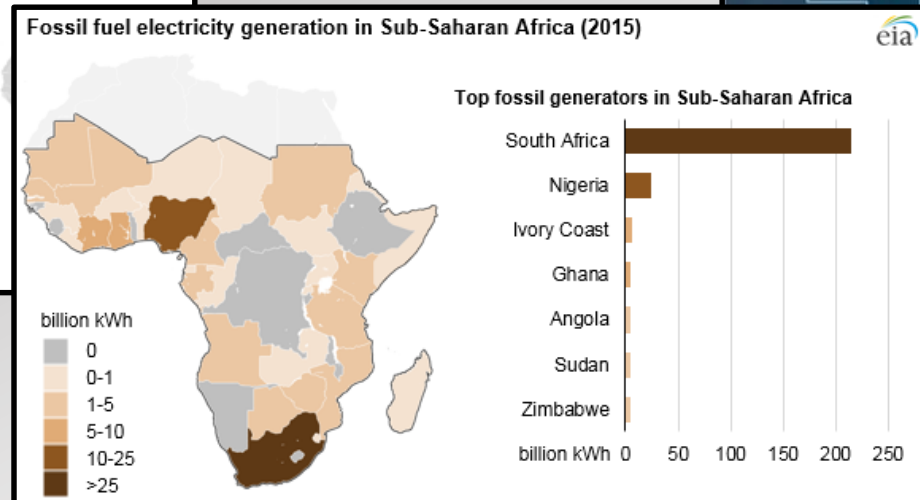 Fossil fuel electricity generation in Sub-Saharan Africa (2015)
eia
Top fossil generators in Sub-Saharan Africa
South Africa
Nigeria
Ivory Coast
Ghana
Angola
Sudan
Zimbabwe
billion kWh 0 50 100 150 200 250
billion kWh
0
0-1
1-5
5-10
10-25
>25